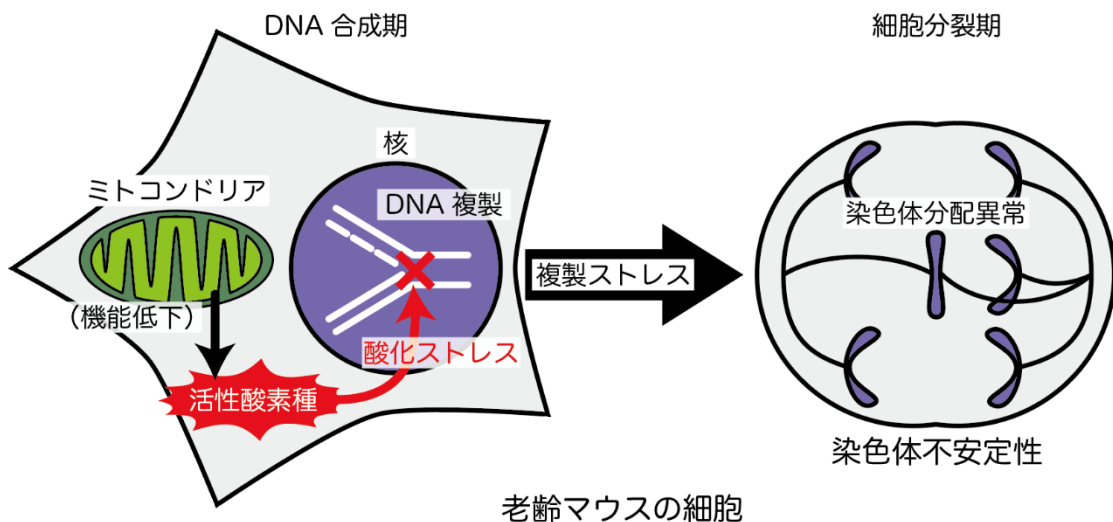 DNA 合成期
細胞分裂期
核
ミトコンドリア
DNA 複製
染色体分配異常
複製ストレス
（機能低下）
酸化ストレス
活性酸素種
染色体不安定性
老齢マウスの細胞